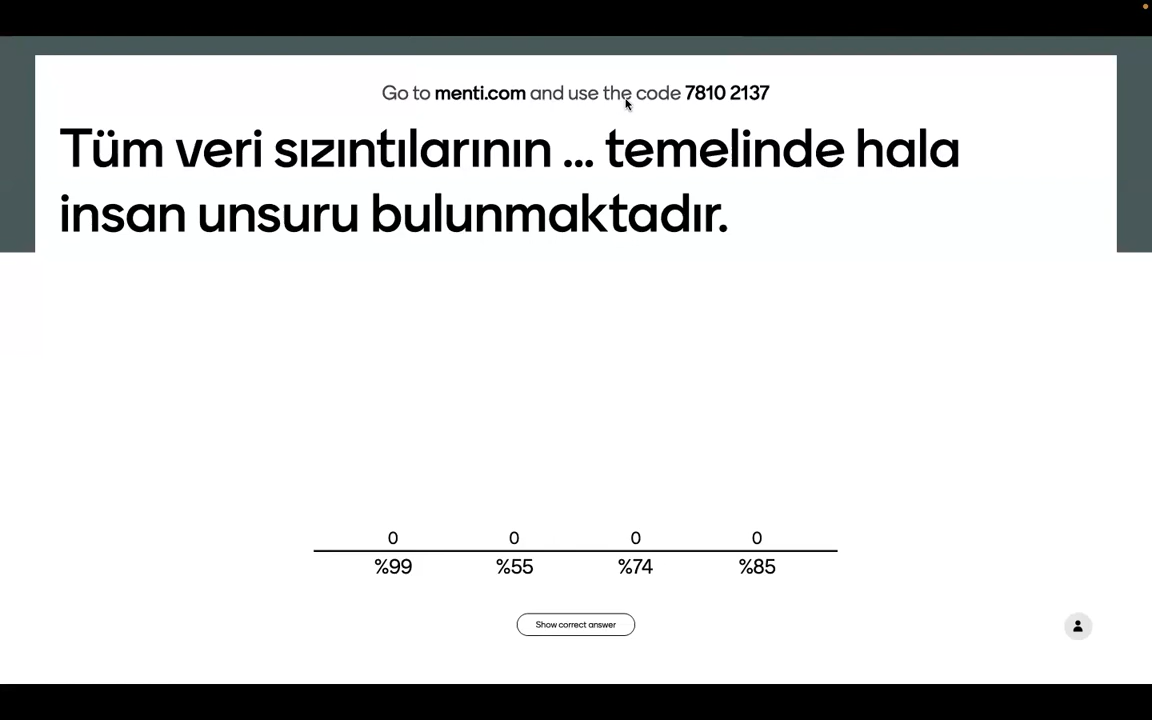 Go to menti.com and use the code 7810 2137
Tüm veri sızıntılarının ... temelinde hala
insan unsuru bulunmaktadır.
0 0 0 0
%99 %55 %74 %85
Show correct answer